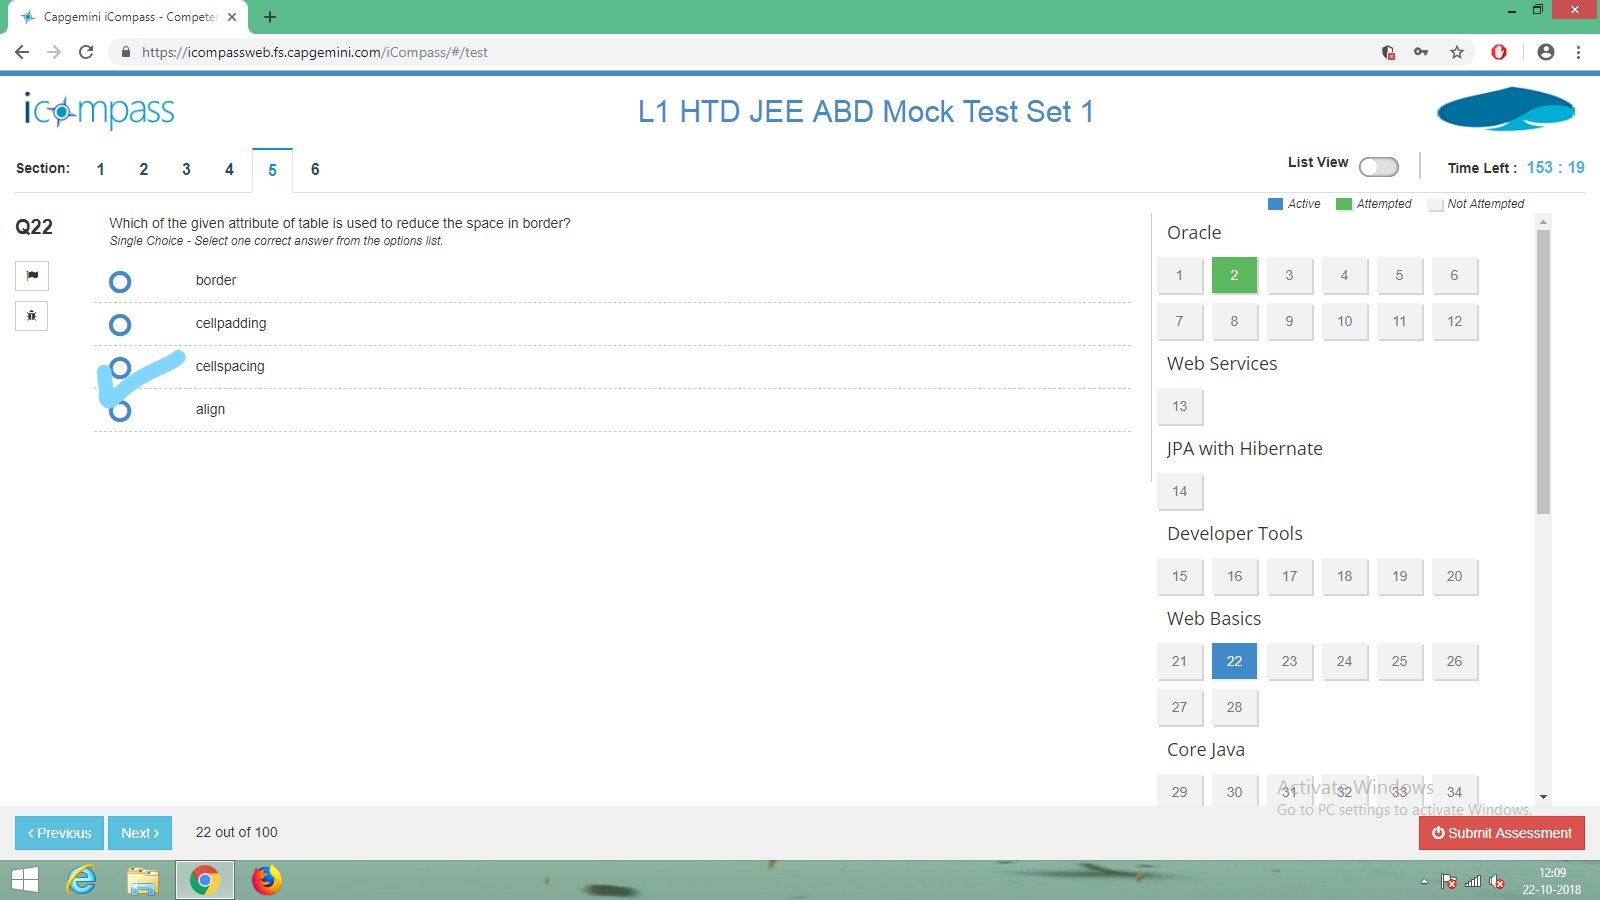 Capgemini iCompass - Competen
https://icompassweb.fs.capgemini.com/iCompass/#/test
icompass
L1 HTD JEE ABD Mock Test Set 1
Section: 1 2 3 4 5 6
List View
Time Left : 153 : 19
Active Attempted Not Attempted
Q22
Which of the given attribute of table is used to reduce the space in border?
Single Choice - Select one correct answer from the options list.
border
cellpadding
cellspacing
align
Oracle
1 2 3 4 5 6
7 8 9 10 11 12
Web Services
13
JPA with Hibernate
14
Developer Tools
15 16 17 18 19 20
Web Basics
21 22 23 24 25 26
27 28
Core Java
29 30 31 32 33 34
Activate Windows
Go to PC settings to activate Windows.
Previous
Next
22 out of 100
Submit Assessment
12:09
22-10-2018